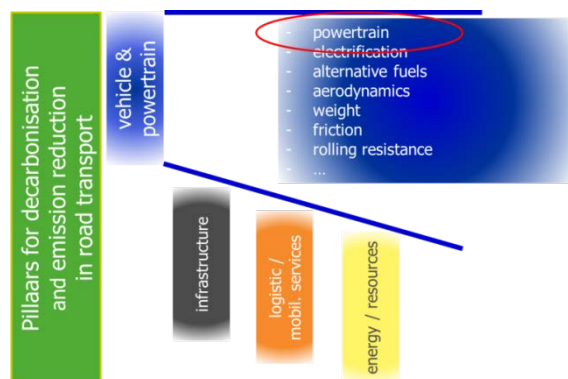 Pillaars for decarbonisation
and emission reduction
in road transport
vehicle &
powertrain
- powertrain
- electrification
- alternative fuels
- aerodynamics
- weight
- friction
- rolling resistance
- ...
infrastructure
logistic /
mobil. services
energy / resources